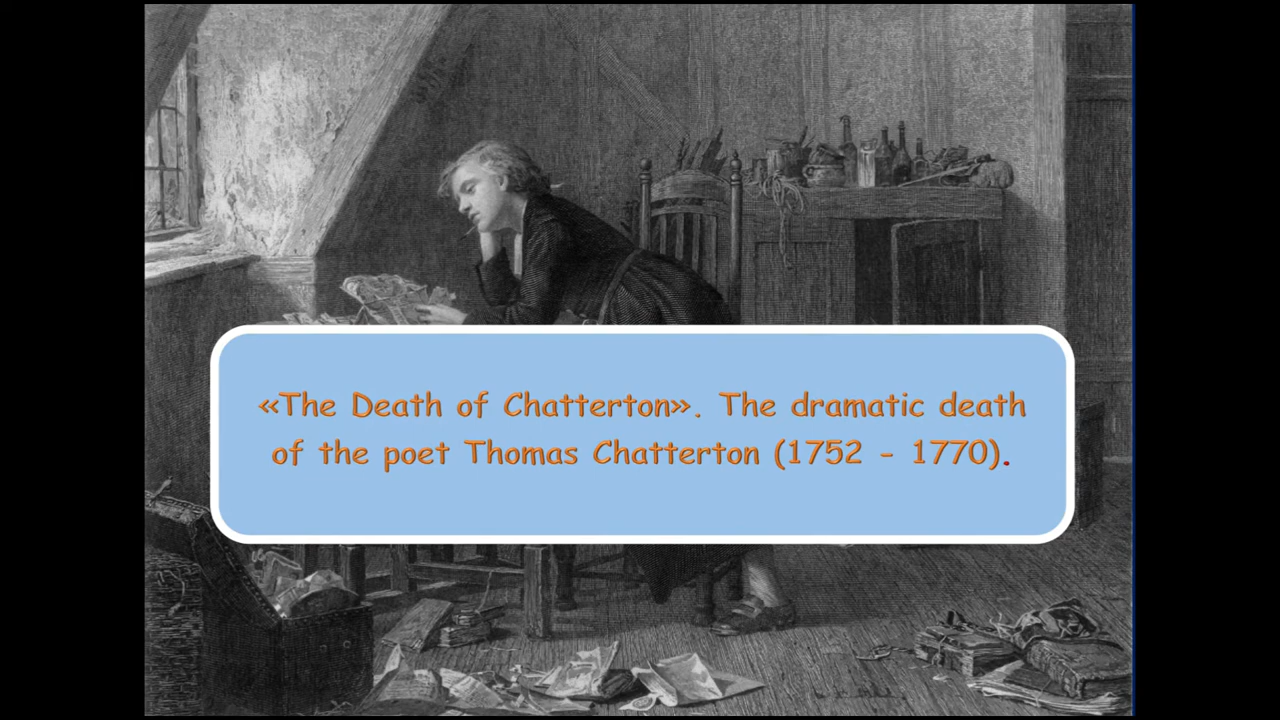 «The Death of Chatterton». The dramatic death
of the poet Thomas Chatterton (1752 - 1770).